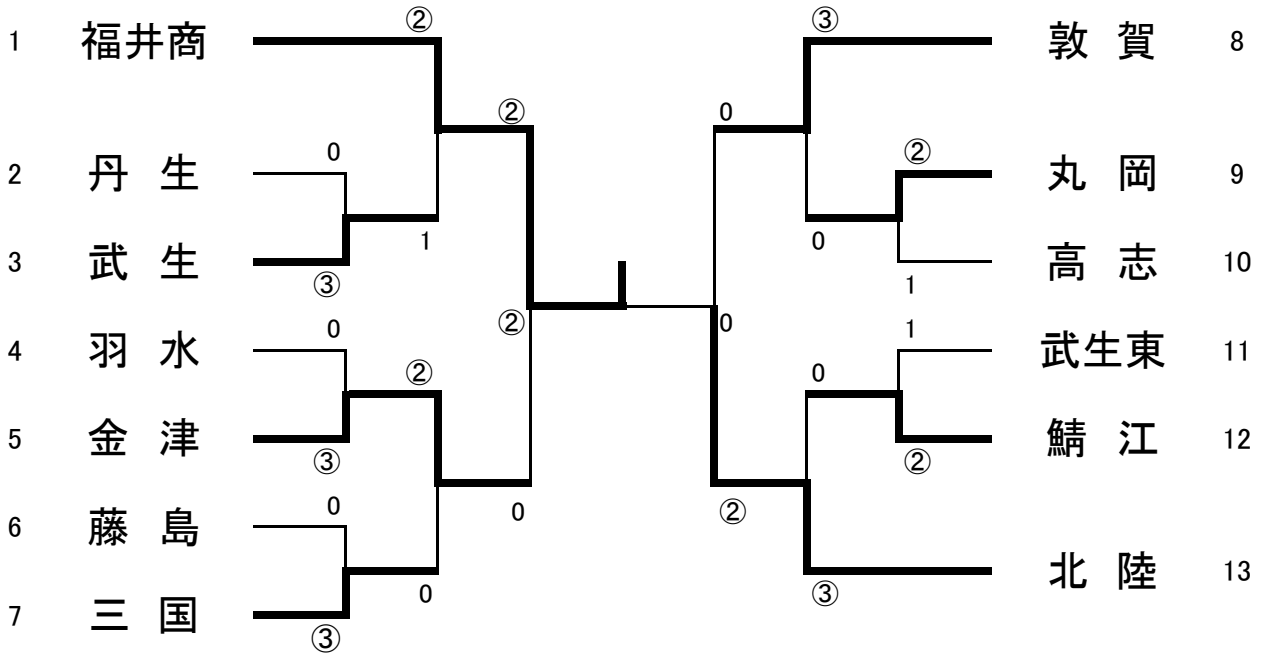 1 福井商 ② ③ 敦賀 8
② 0
2 丹生 0 ② 丸岡 9
3 武生 ③ 1 0 1 高志 10
4 羽水 0 ② 0 1 武生東 11
② 0
5 金津 ③ ② 鯖江 12
6 藤島 0 0 ②
7 三国 ③ 0 ③ 北陸 13